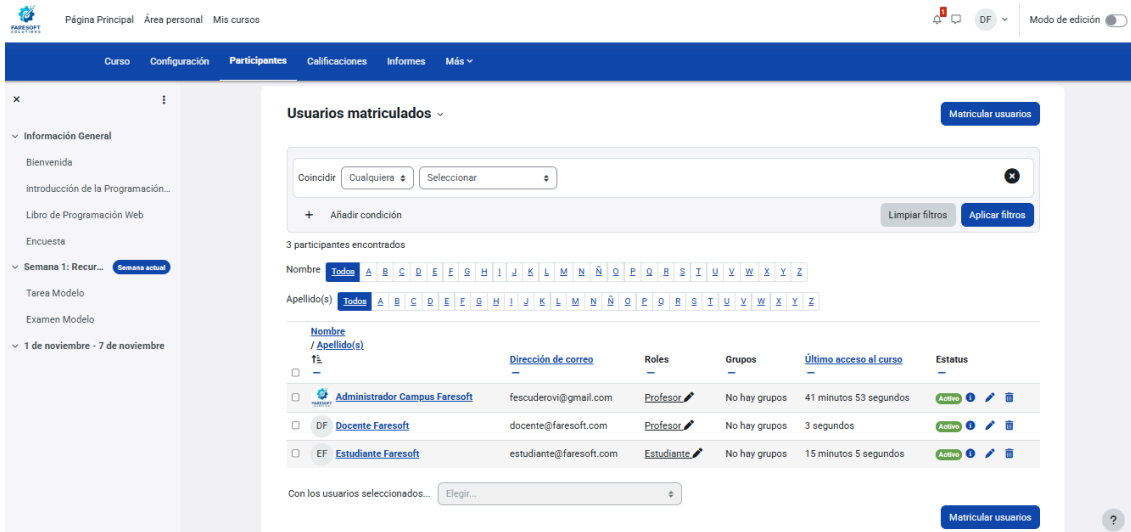 FARESOFT
SOLUTIONS
Página Principal Área personal Mis cursos
1
DF
Modo de edición
Curso Configuración Participantes Calificaciones Informes Más
Información General
Bienvenida
introducción de la Programación...
Libro de Programación Web
Encuesta
Semana 1: Recur... Semana actual
Tarea Modelo
Examen Modelo
1 de noviembre - 7 de noviembre
Usuarios matriculados
Matricular usuarios
Coincidir Cualquiera Seleccionar
+ Añadir condición
Limpiar filtros Aplicar filtros
3 participantes encontrados
Nombre Todos A B C D E F G H I J K L M N Ñ O P Q R S T U V W X Y Z
Apellido(s) Todos A B C D E F G H I J K L M N Ñ O P Q R S T U V W X Y Z
Nombre
/ Apellido(s)
Dirección de correo Roles Grupos Último acceso al curso Estatus
Administrador Campus Faresoft fescuderovi@gmail.com Profesor No hay grupos 41 minutos 53 segundos Activo
DF Docente Faresoft docente@faresoft.com Profesor No hay grupos 3 segundos Activo
EF Estudiante Faresoft estudiante@faresoft.com Estudiante No hay grupos 15 minutos 5 segundos Activo
Con los usuarios seleccionados... Elegir...
Matricular usuarios
?